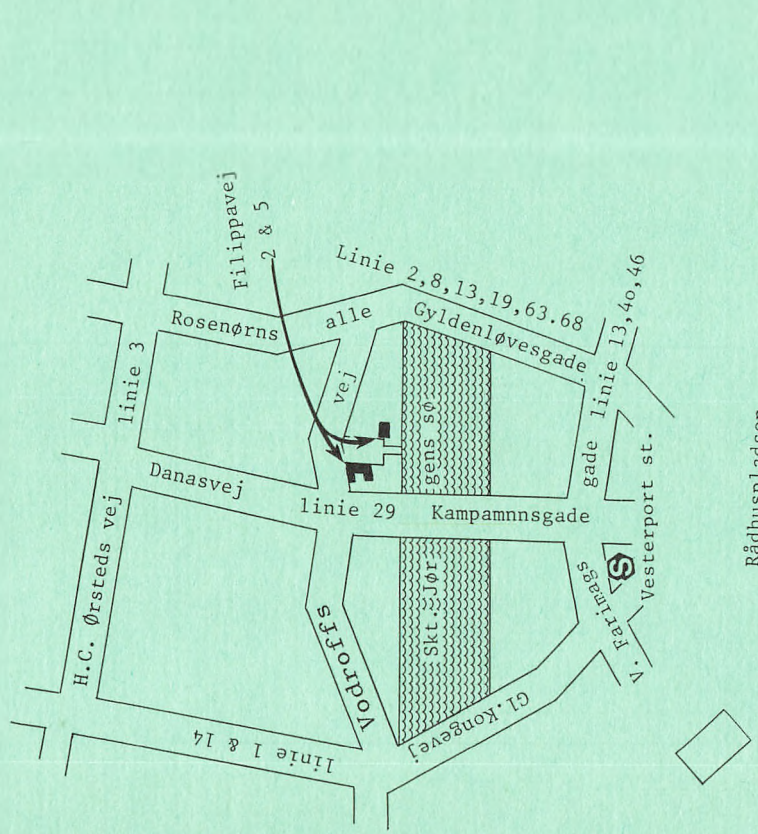 Filippavej
2 & 5
Linie 2,8,13,19,63.68
Rosenørns alle
Gyldenløvesgade
linie 13,4o,46
linie 3
vej
Danasvej
linie 29
Kampamnnsgade
gade
H.C. Ørsteds vej
Vodroffs
Skt. Jør gens sø
V. Farimags
S
Vesterport st.
Gl.Kongevej
linie 1 & 14
Rådhuspladsen